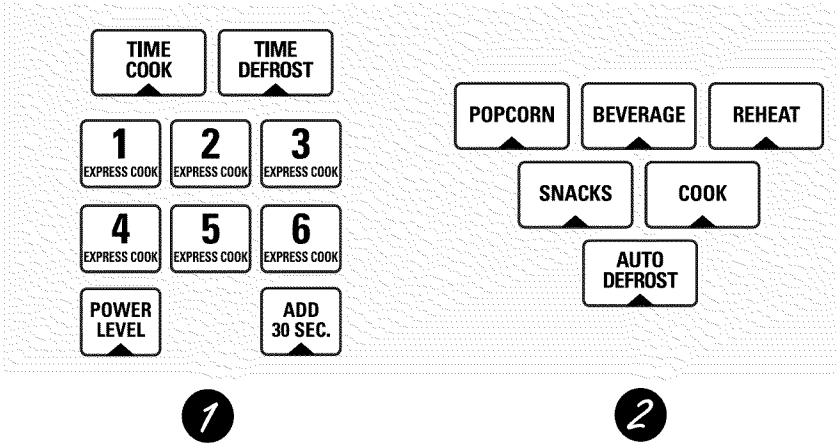 TIME
COOK
TIME
DEFROST
1
EXPRESS COOK
2
EXPRESS COOK
3
EXPRESS COOK
4
EXPRESS COOK
5
EXPRESS COOK
6
EXPRESS COOK
POWER
LEVEL
ADD
30 SEC.
1
POPCORN
BEVERAGE
REHEAT
SNACKS
COOK
AUTO
DEFROST
2